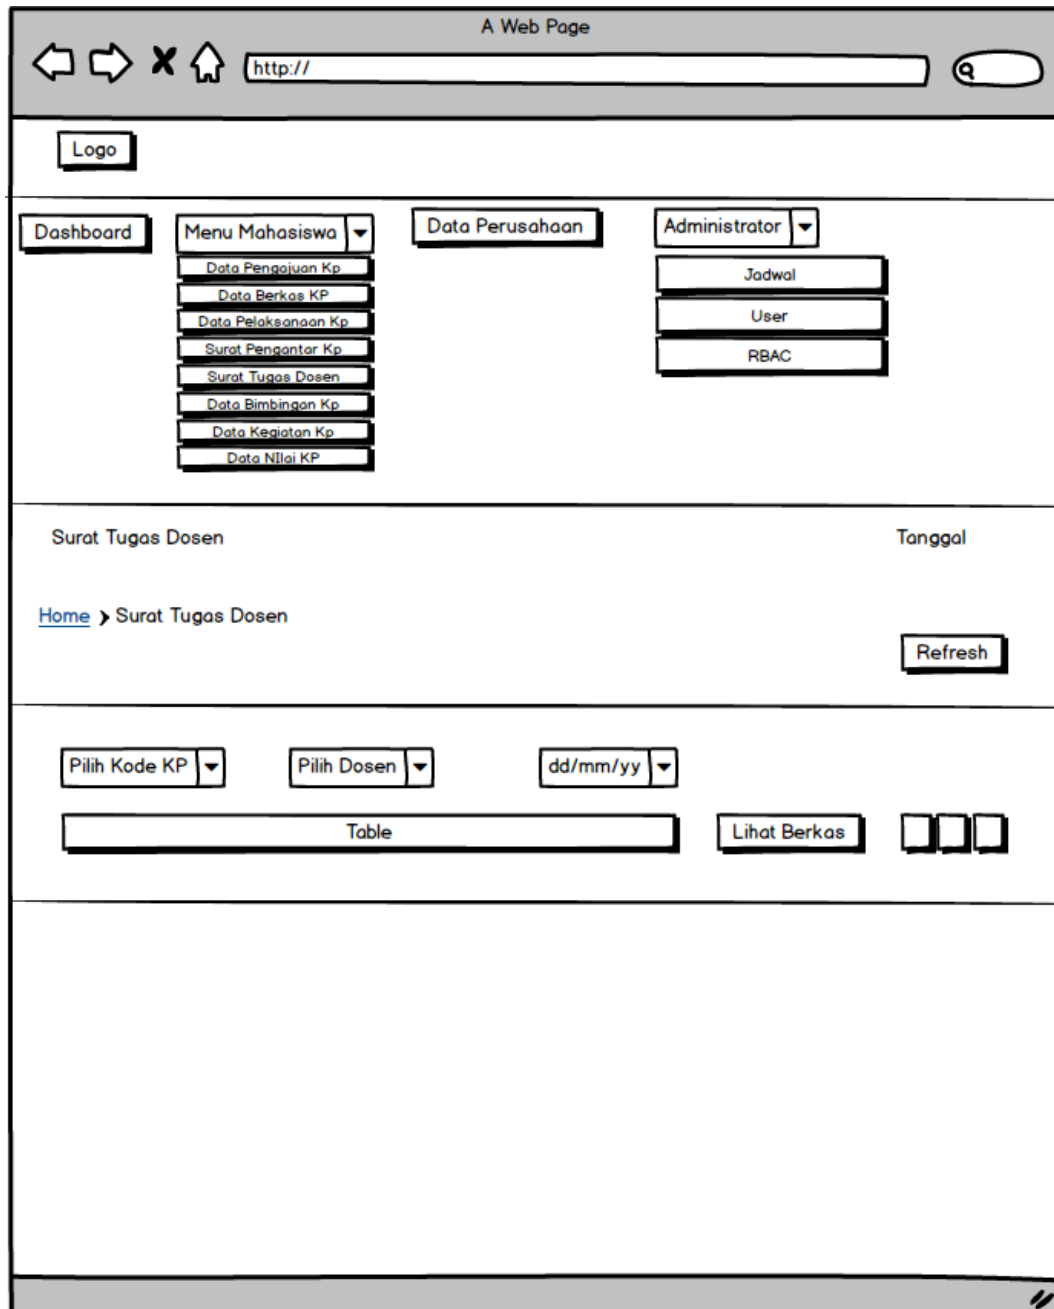 A Web Page
http://
Logo
Dashboard
Menu Mahasiswa
Data Pengajuan Kp
Data Berkas KP
Data Pelaksanaan Kp
Surat Pengantar Kp
Surat Tugas Dosen
Data Bimbingan Kp
Data Kegiatan Kp
Data NIlai KP
Data Perusahaan
Administrator
Jadwal
User
RBAC
Surat Tugas Dosen
Tanggal
Home > Surat Tugas Dosen
Refresh
Pilih Kode KP
Pilih Dosen
dd/mm/yy
Table
Lihat Berkas